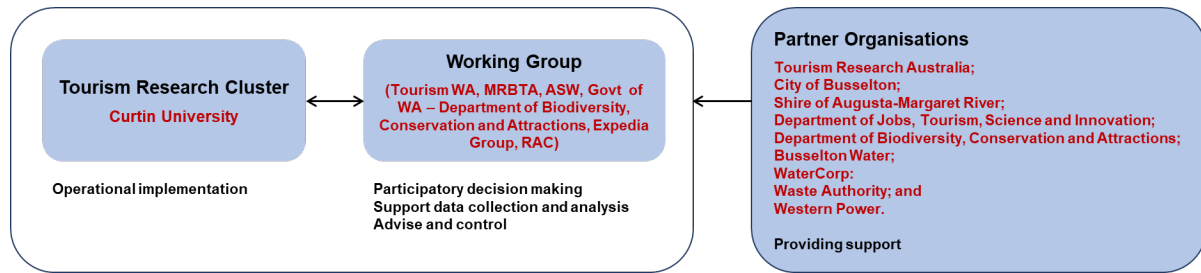 Tourism Research Cluster
Curtin University
Operational implementation
Working Group
(Tourism WA, MRBTA, ASW, Govt of
WA – Department of Biodiversity,
Conservation and Attractions, Expedia
Group, RAC)
Participatory decision making
Support data collection and analysis
Advise and control
Partner Organisations
Tourism Research Australia;
City of Busselton;
Shire of Augusta-Margaret River;
Department of Jobs, Tourism, Science and Innovation;
Department of Biodiversity, Conservation and Attractions;
Busselton Water;
WaterCorp:
Waste Authority; and
Western Power.
Providing support